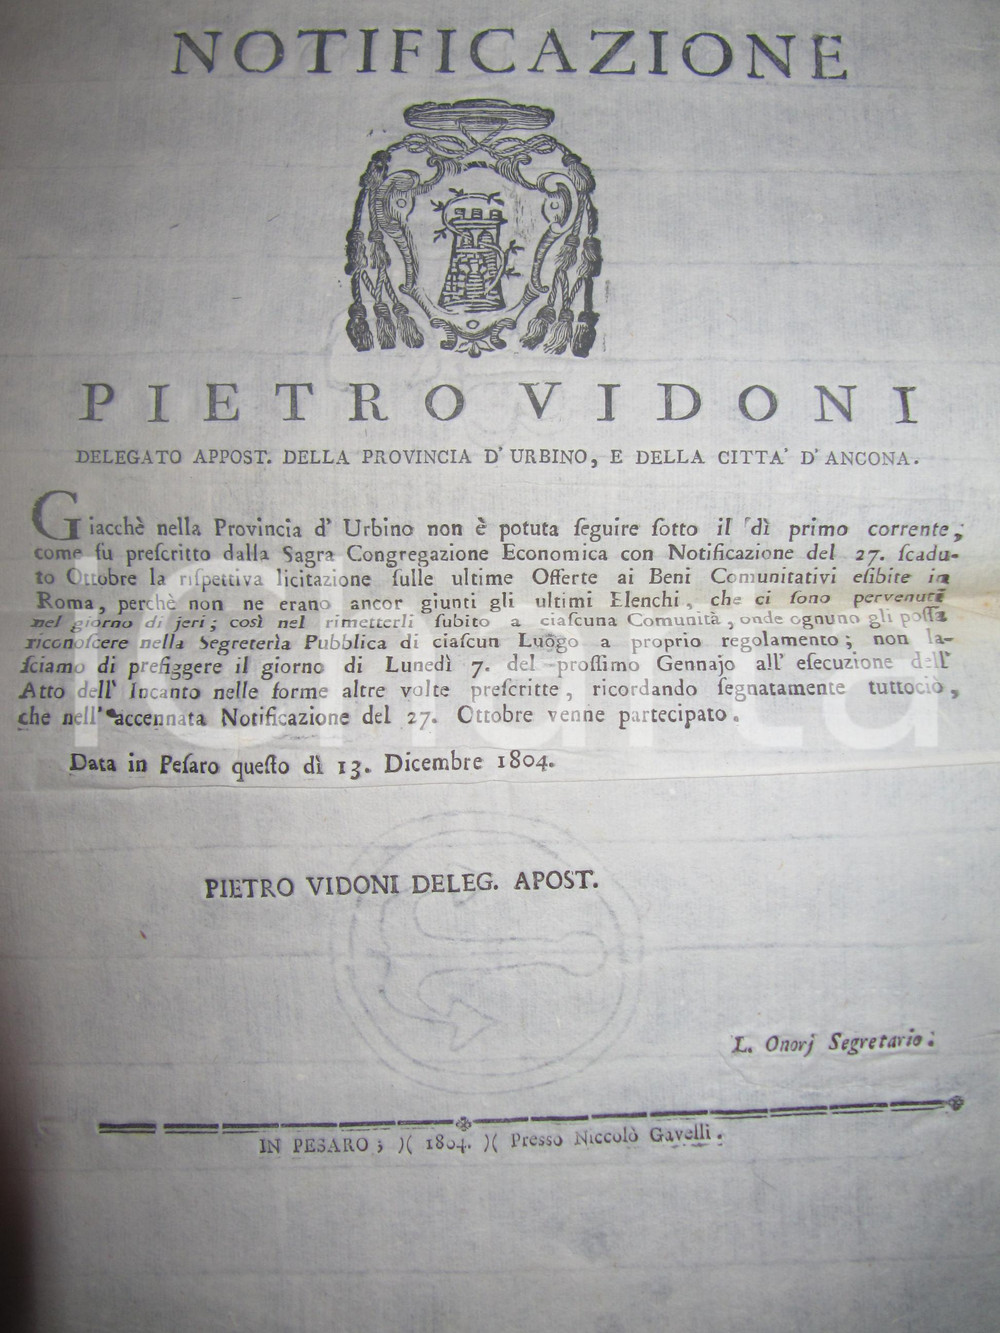 NOTIFICAZIONE
PIETRO VIDONI
DELEGATO APPOST. DELLA PROVINCIA D' URBINO, E DELLA CITTA' D' ANCONA.
Giacchè nella Provincia d' Urbino non è potuta ſeguire ſotto il dì primo corrente,
come fu preſcritto dalla Sagra Congregazione Economica con Notificazione del 27. ſcadu-
to Ottobre la riſpettiva licitazione ſulle ultime Offerte ai Beni Comunitativi eſibite in
Roma, perchè non ne erano ancor giunti gli ultimi Elenchi, che ci ſono pervenuti
nel giorno di jeri; così nel rimetterli ſubito a ciaſcuna Comunità, onde ognuno gli poſſa
riconoſcere nella Segreterìa Pubblica di ciaſcun Luogo a proprio regolamento; non la-
ſciamo di prefiggere il giorno di Lunedì 7. del proſſimo Gennajo all' eſecuzione dell'
Atto dell' Incanto nelle forme altre volte preſcritte, ricordando ſegnatamente tuttociò,
che nell' accennata Notificazione del 27. Ottobre venne partecipato.
Data in Peſaro queſto dì 13. Dicembre 1804.
PIETRO VIDONI DELEG. APOST.
L. Onorj Segretario.
IN PESARO; )( 1804. )( Presso Niccolò Gavelli.
iCharta